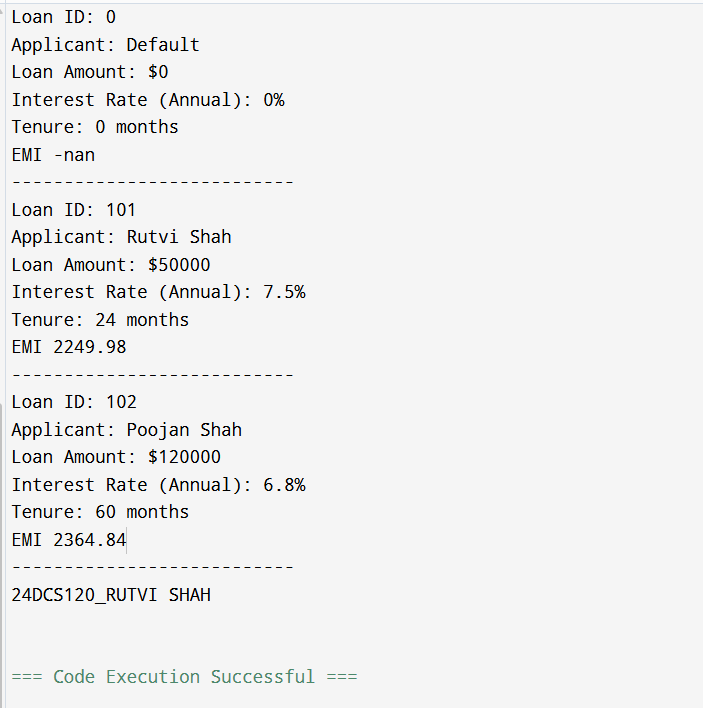 Loan ID: 0
Applicant: Default
Loan Amount: $0
Interest Rate (Annual): 0%
Tenure: 0 months
EMI -nan
---------------------------
Loan ID: 101
Applicant: Rutvi Shah
Loan Amount: $50000
Interest Rate (Annual): 7.5%
Tenure: 24 months
EMI 2249.98
---------------------------
Loan ID: 102
Applicant: Poojan Shah
Loan Amount: $120000
Interest Rate (Annual): 6.8%
Tenure: 60 months
EMI 2364.84
---------------------------
24DCS120_RUTVI SHAH
=== Code Execution Successful ===